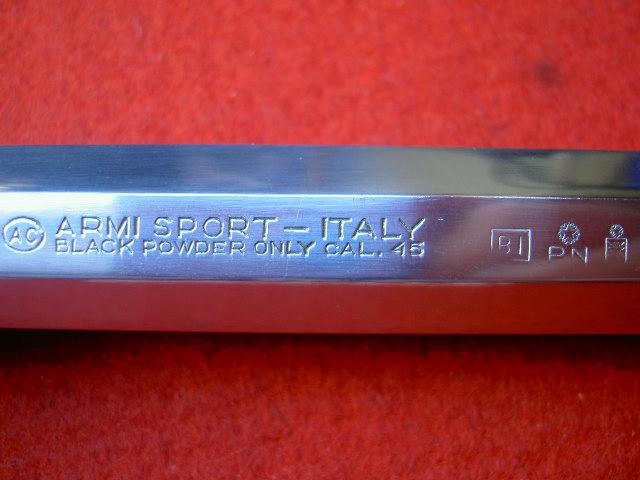 AC
ARMI SPORT - ITALY
BLACK POWDER ONLY CAL. 45
BI
PN